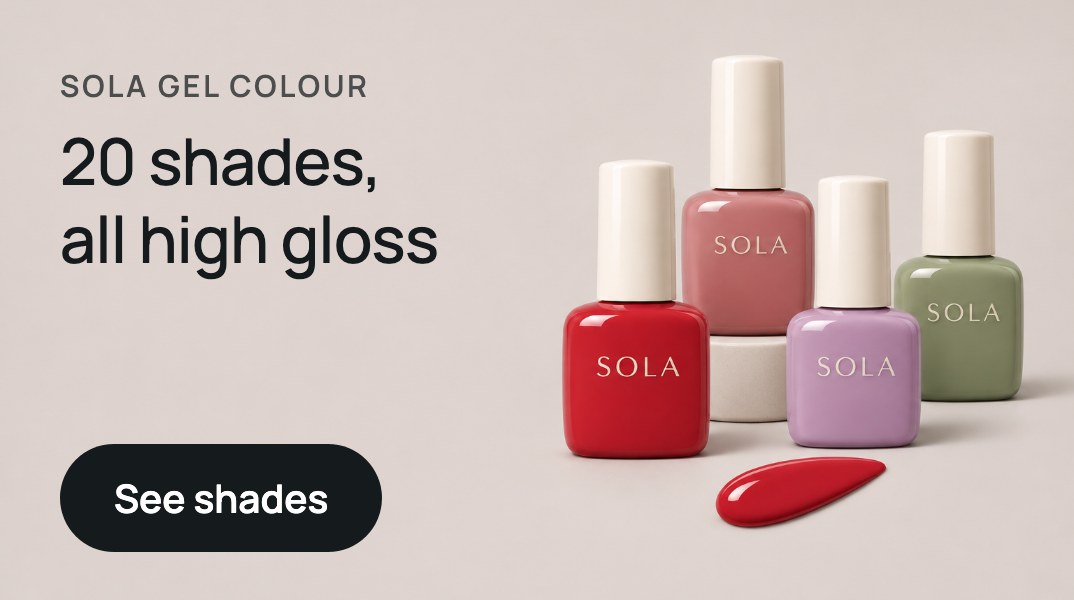 SOLA GEL COLOUR
20 shades,
all high gloss
See shades
SOLA
SOLA
SOLA
SOLA